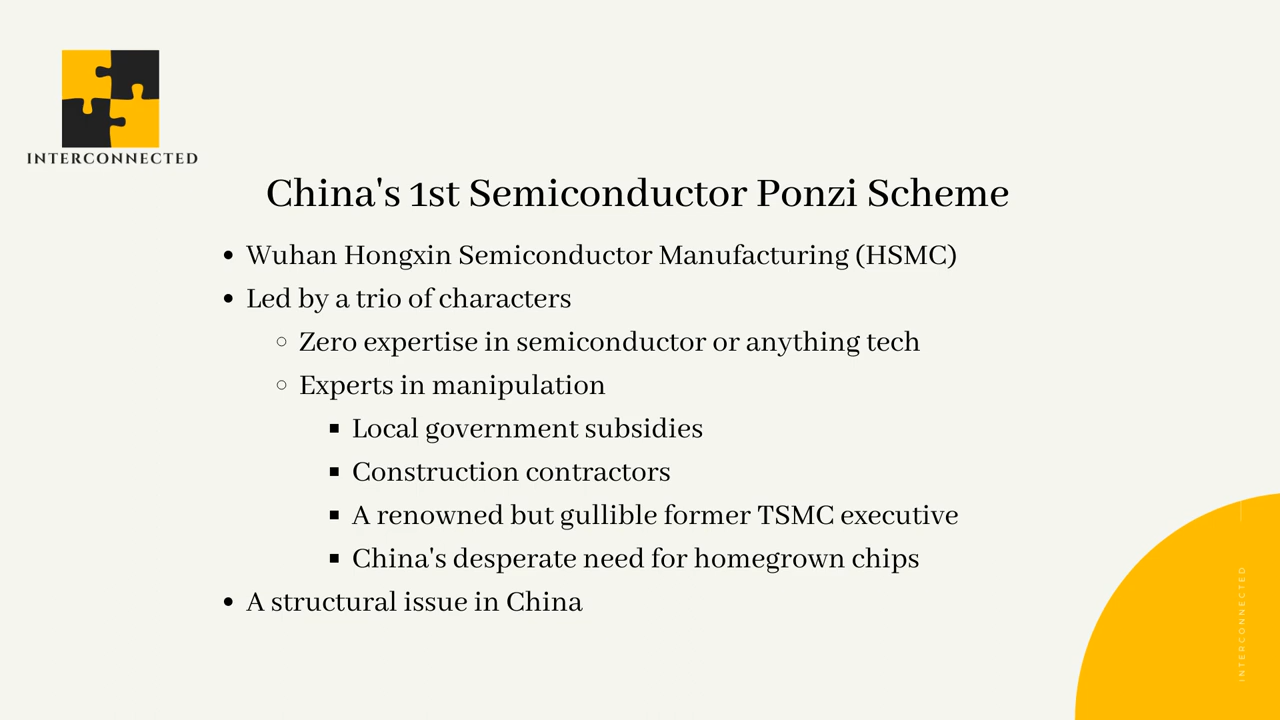 INTERCONNECTED
China's 1st Semiconductor Ponzi Scheme
• Wuhan Hongxin Semiconductor Manufacturing (HSMC)
• Led by a trio of characters
○ Zero expertise in semiconductor or anything tech
○ Experts in manipulation
▪ Local government subsidies
▪ Construction contractors
▪ A renowned but gullible former TSMC executive
▪ China's desperate need for homegrown chips
• A structural issue in China
INTERCONNECTED